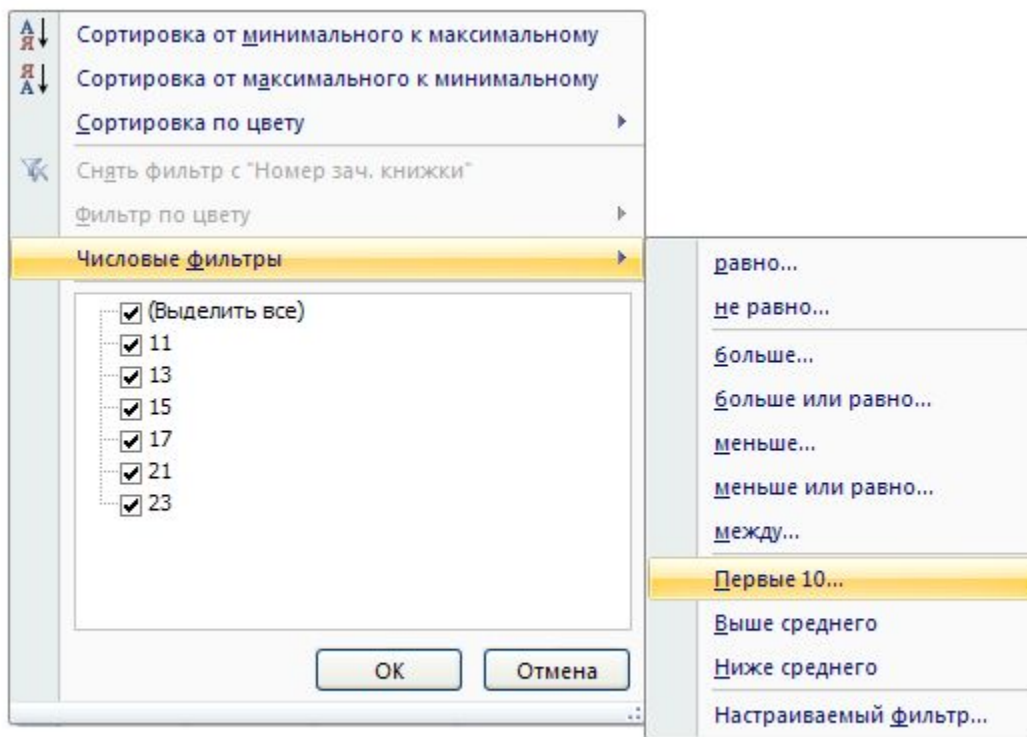 Сортировка от минимального к максимальному
Сортировка от максимального к минимальному
Сортировка по цвету
Снять фильтр с "Номер зач. книжки"
Фильтр по цвету
Числовые фильтры
(Выделить все)
11
13
15
17
21
23
ОК
Отмена
равно...
не равно...
больше...
больше или равно...
меньше...
меньше или равно...
между...
Первые 10...
Выше среднего
Ниже среднего
Настраиваемый фильтр...